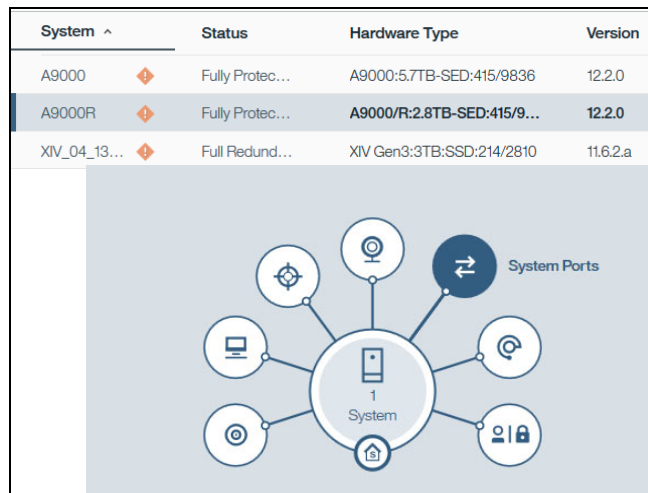 System Status Hardware Type Version
A9000 Fully Protec... A9000:5.7TB-SED:415/9836 12.2.0
A9000R Fully Protec... A9000/R:2.8TB-SED:415/9... 12.2.0
XIV_04_13... Full Redund... XIV Gen3:3TB:SSD:214/2810 11.6.2.a
System Ports
1
System
S